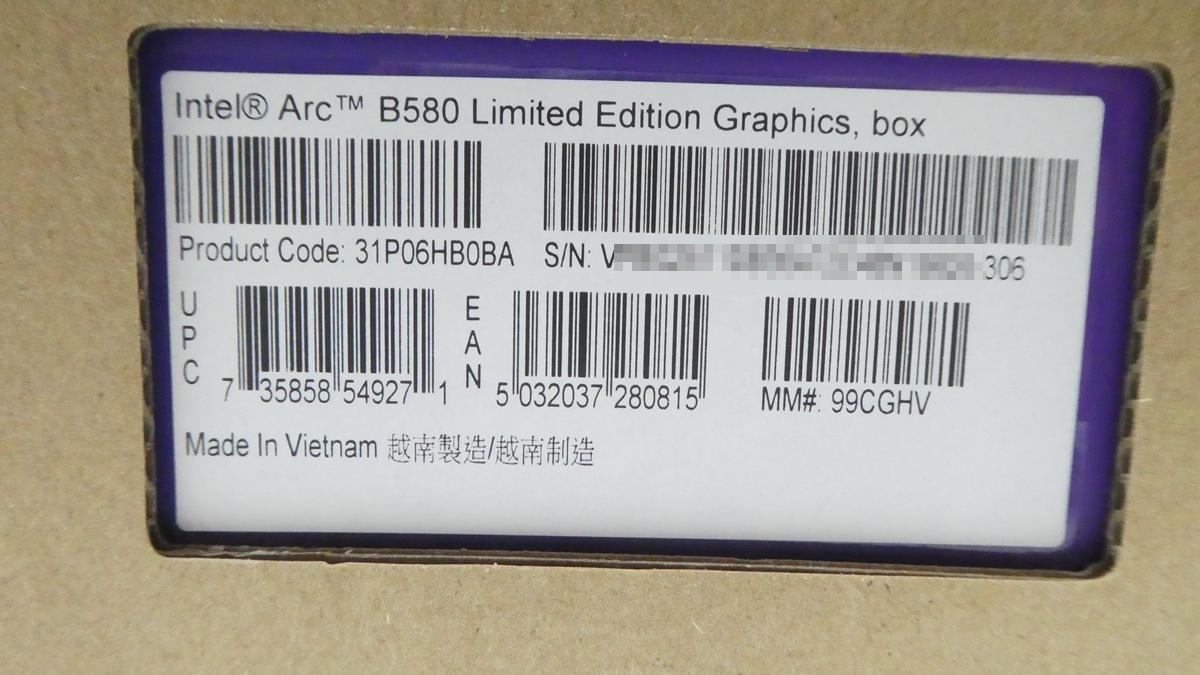 Intel® Arc™ B580 Limited Edition Graphics, box
Product Code: 31P06HB0BA
S/N: V
306
UPC
7 35858 54927 1
EAN
5 032037 280815
MM#: 99CGHV
Made In Vietnam 越南製造/越南制造